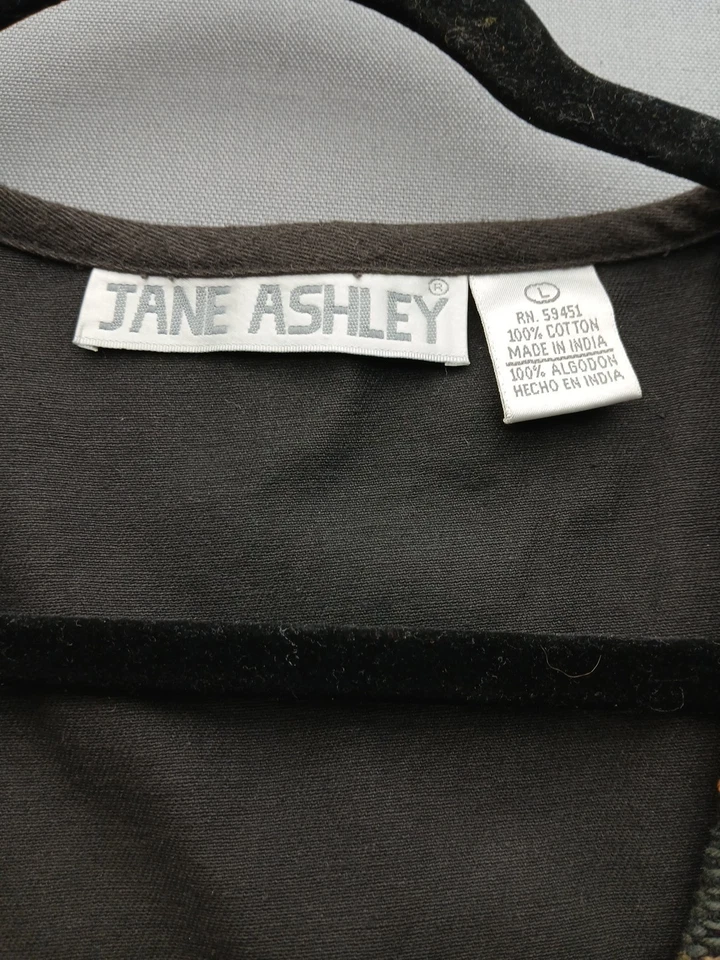 JANE ASHLEY®
L
RN. 59451
100% COTTON
MADE IN INDIA
100% ALGODON
HECHO EN INDIA